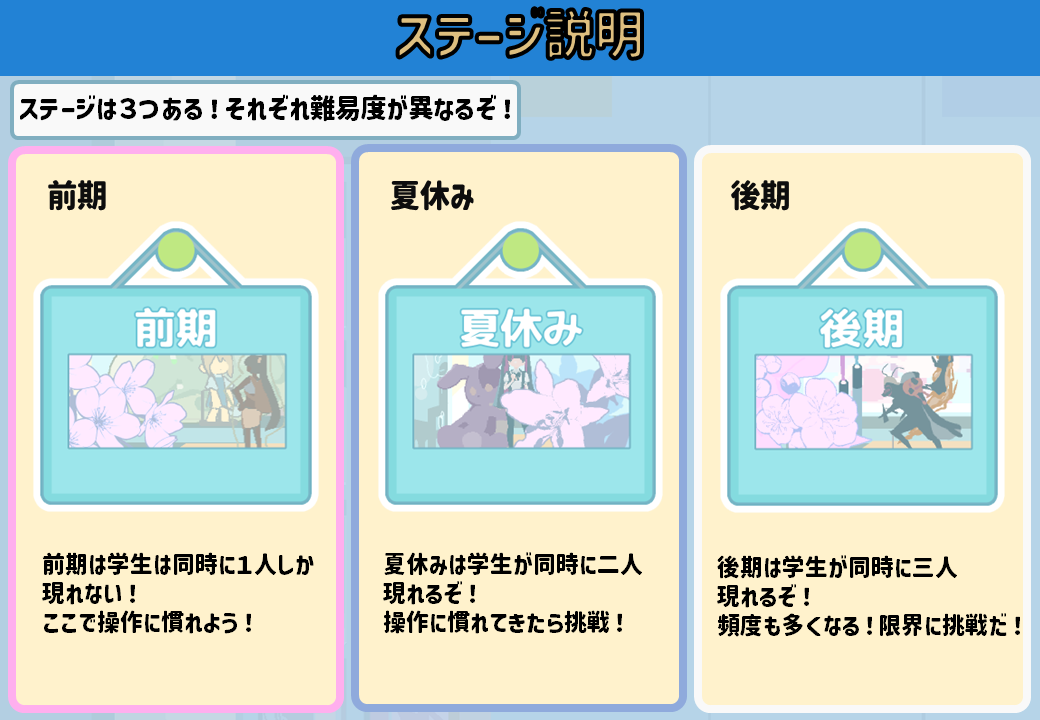 ステージ説明
ステージは３つある！それぞれ難易度が異なるぞ！
前期
夏休み
後期
前期
夏休み
後期
前期は学生は同時に１人しか
現れない！
ここで操作に慣れよう！
夏休みは学生が同時に二人
現れるぞ！
操作に慣れてきたら挑戦！
後期は学生が同時に三人
現れるぞ！
頻度も多くなる！限界に挑戦だ！